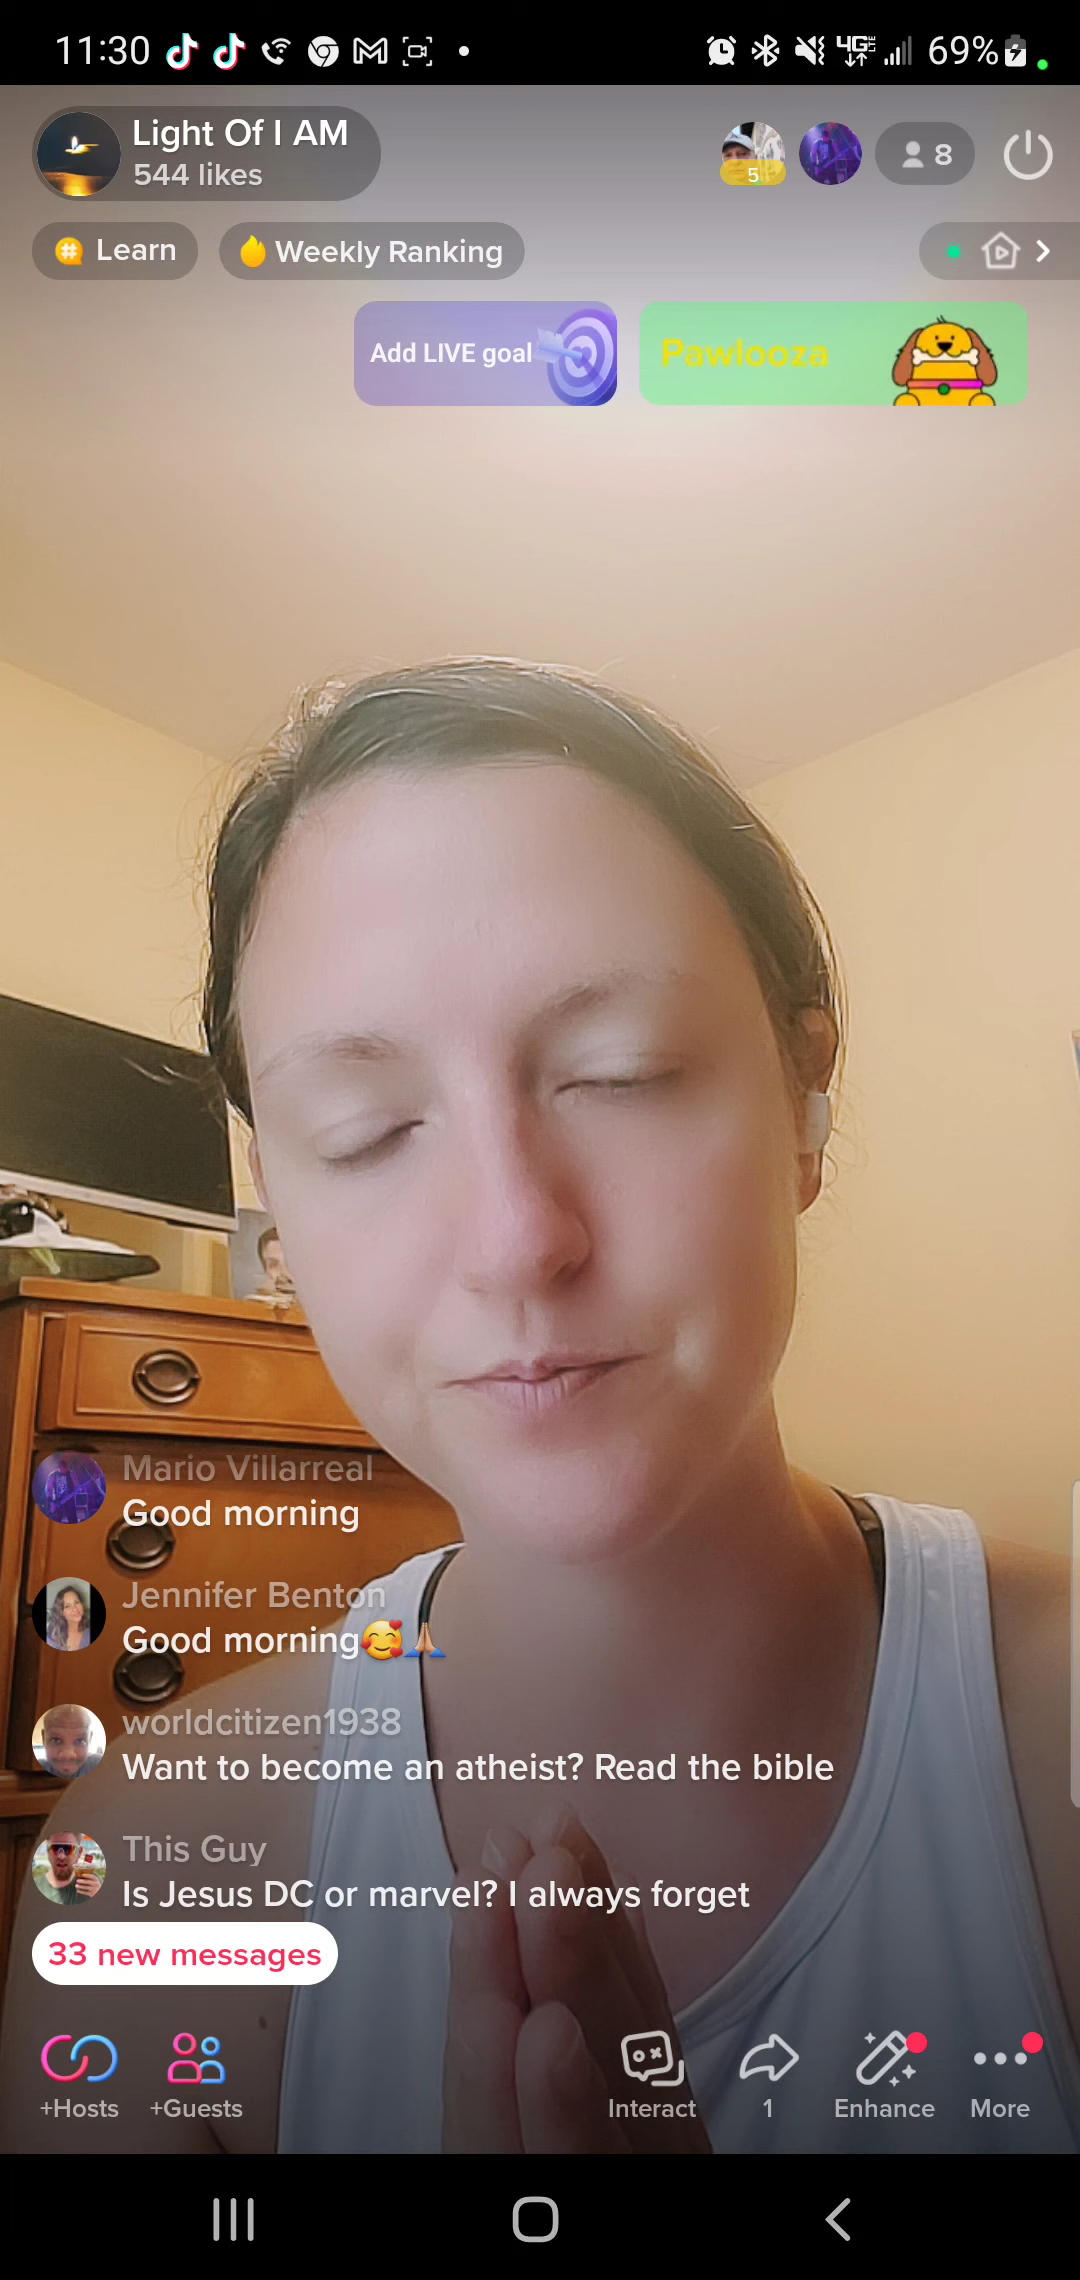 11:30
4G LTE
69%
Light Of I AM
544 likes
5
8
Learn
Weekly Ranking
Add LIVE goal
Pawlooza
Mario Villarreal
Good morning
Jennifer Benton
Good morning🥰🙏🏽
worldcitizen1938
Want to become an atheist? Read the bible
This Guy
Is Jesus DC or marvel? I always forget
33 new messages
+Hosts
+Guests
Interact
1
Enhance
More